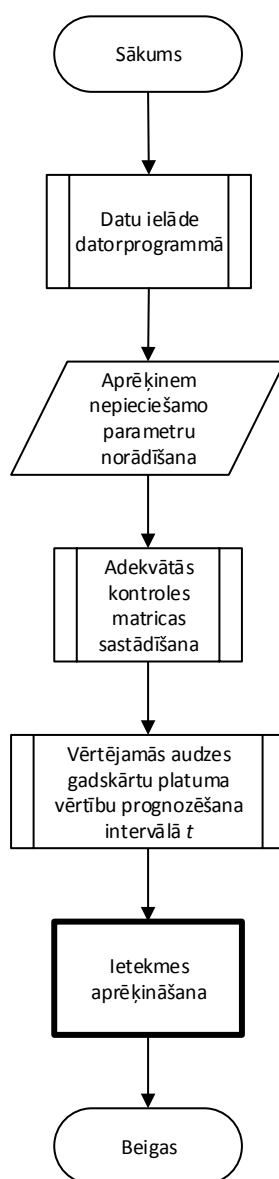 Sākums
Datu ielāde
datorprogrammā
Aprēķinem
nepieciešamo
parametru
norādīšana
Adekvātās
kontroles
matricas
sastādīšana
Vērtējamās audzes
gadskārtu platuma
vērtību prognozēšana
intervālā t
Ietekmes
aprēķināšana
Beigas